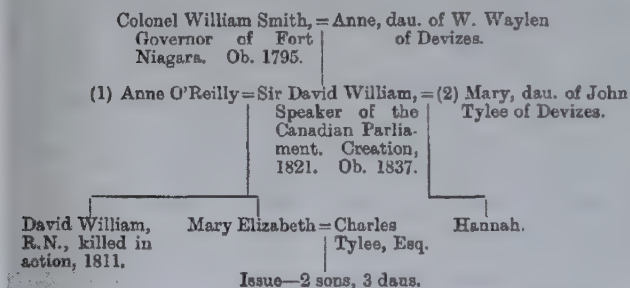 Colonel William Smith, = Anne, dau. of W. Waylen
Governor of Fort
of Devizes.
Niagara. Ob. 1795.
(1) Anne O'Reilly = Sir David William, = (2) Mary, dau. of John
Speaker of the
Tylee of Devizes.
Canadian Parlia-
ment. Creation,
1821. Ob. 1837.
David William,
R.N., killed in
action, 1811.
Mary Elizabeth = Charles
Tylee, Esq.
Hannah.
Issue—2 sons, 3 daus.